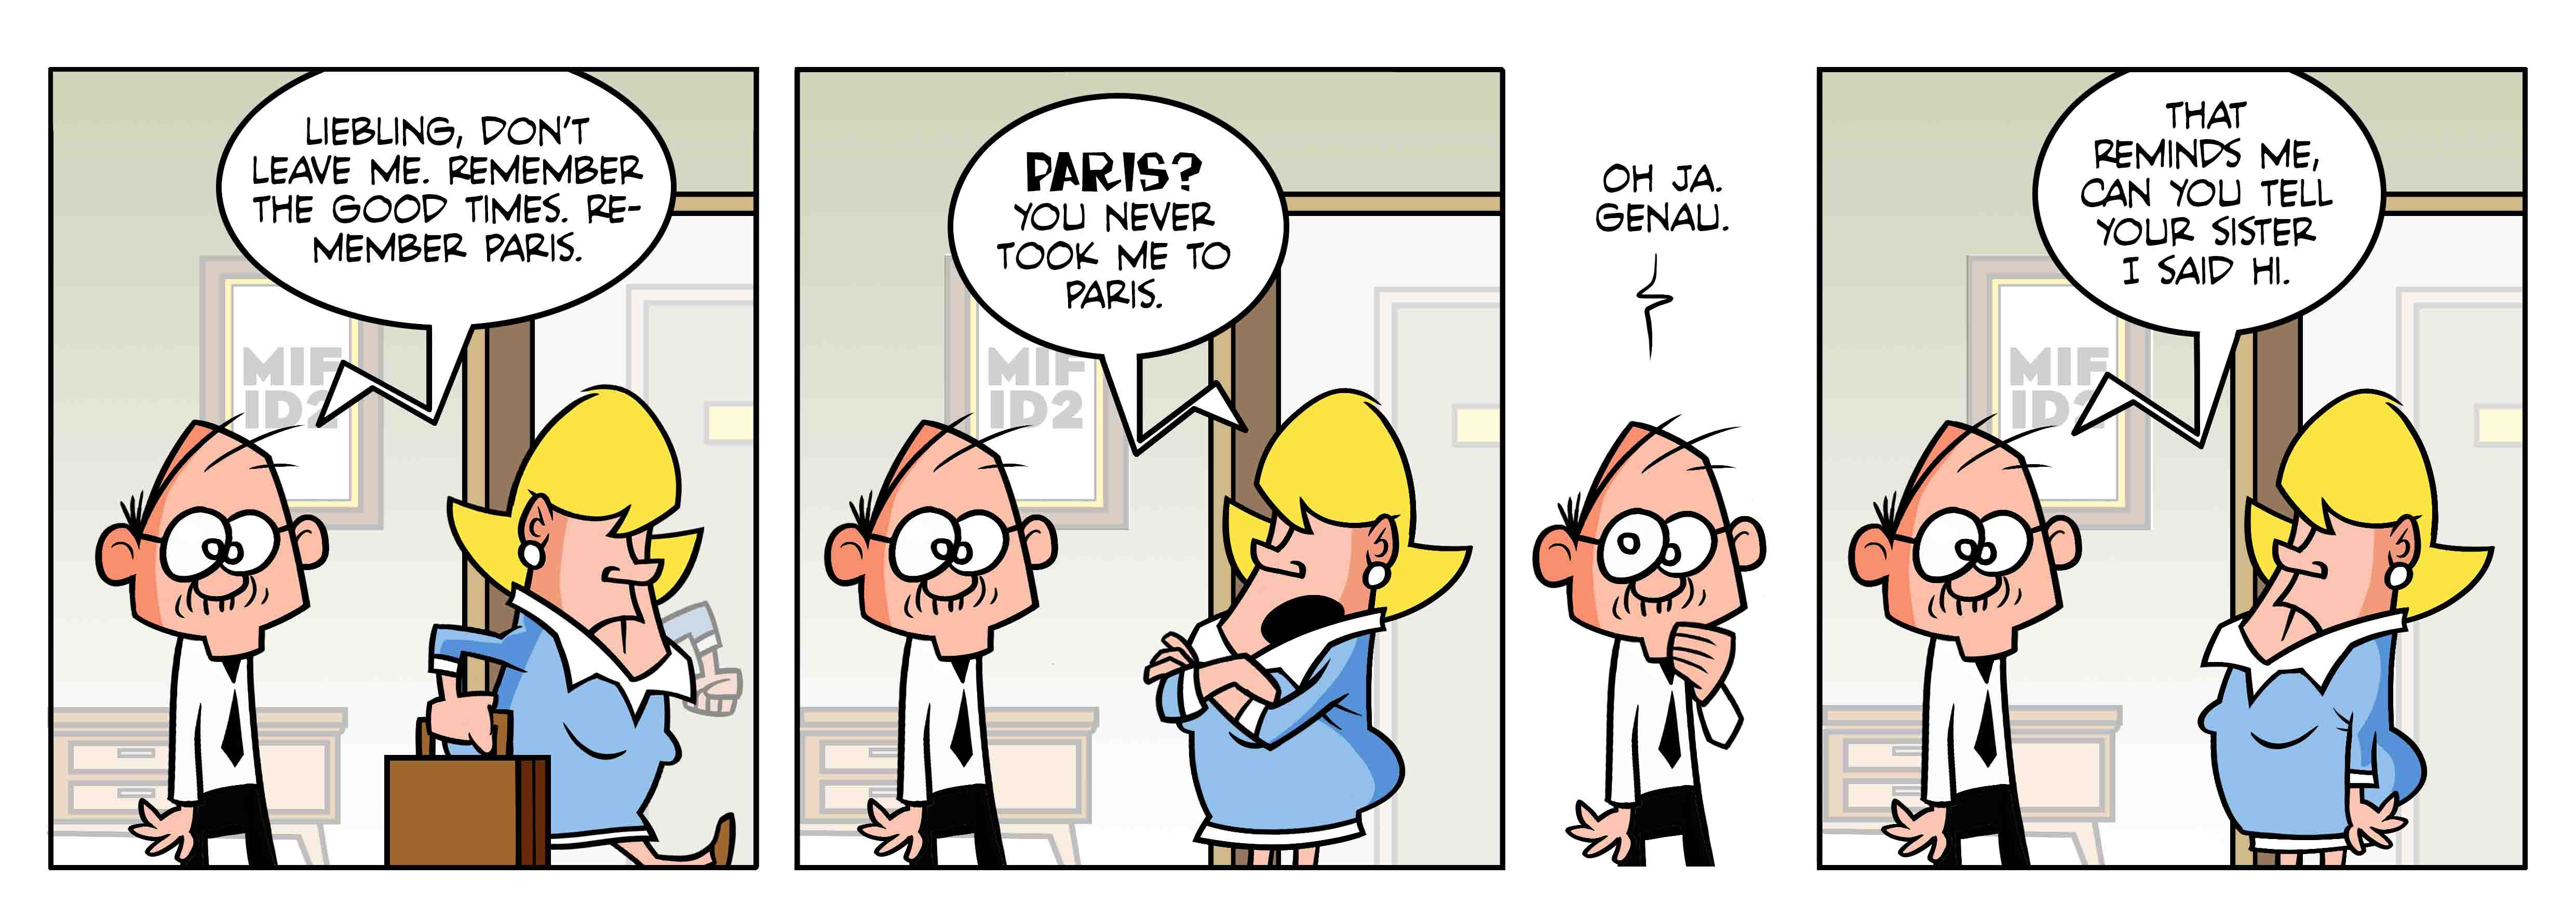 LIEBLING, DON'T
LEAVE ME. REMEMBER
THE GOOD TIMES. RE-
MEMBER PARIS.
MIF
ID2
PARIS?
YOU NEVER
TOOK ME TO
PARIS.
MIF
ID2
OH JA.
GENAU.
THAT
REMINDS ME,
CAN YOU TELL
YOUR SISTER
I SAID HI.
MIF
ID2